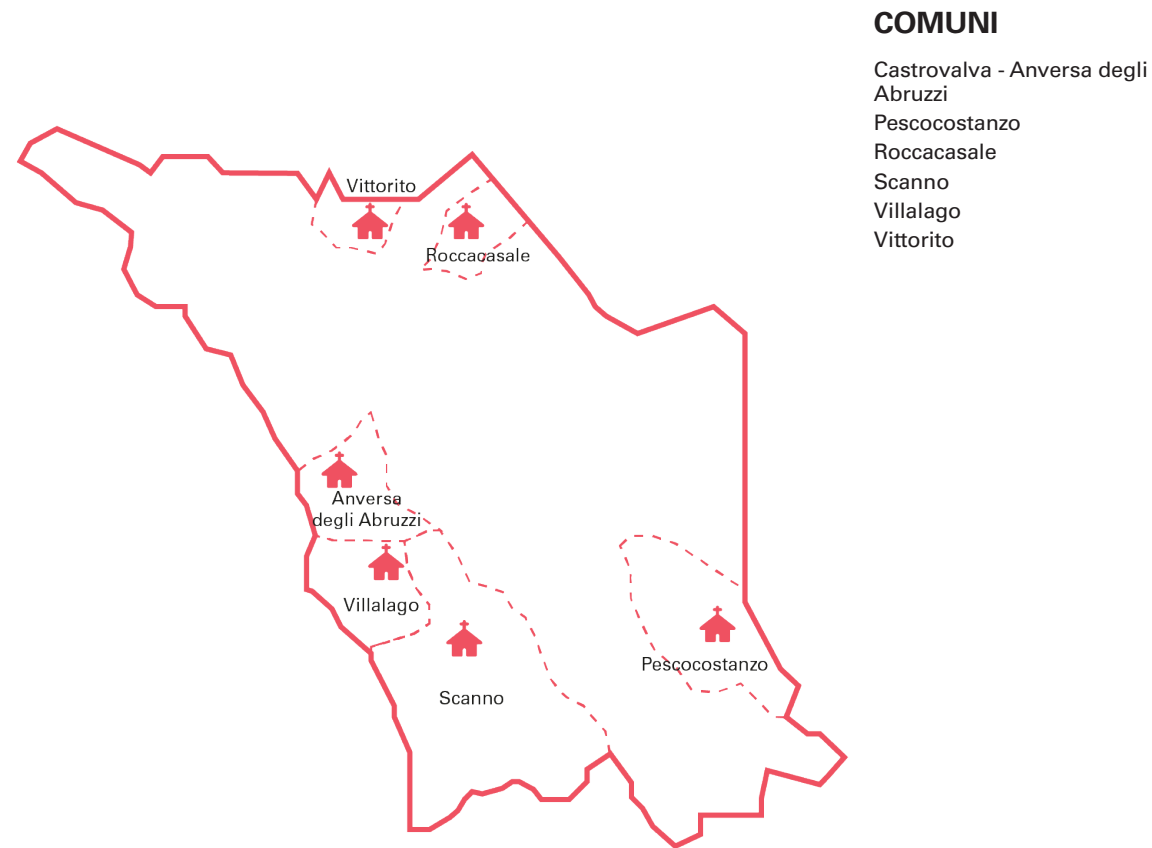 COMUNI
Castrovalva - Anversa degli
Abruzzi
Pescocostanzo
Roccacasale
Scanno
Villalago
Vittorito
Vittorito
Roccacasale
Anversa
degli Abruzzi
Villalago
Pescocostanzo
Scanno